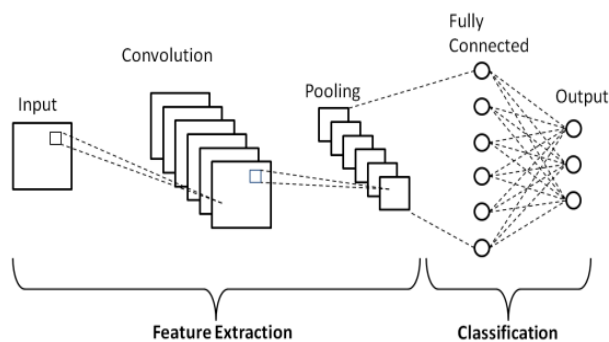 Fully
Connected
Convolution
Pooling
Output
Input
Feature Extraction
Classification